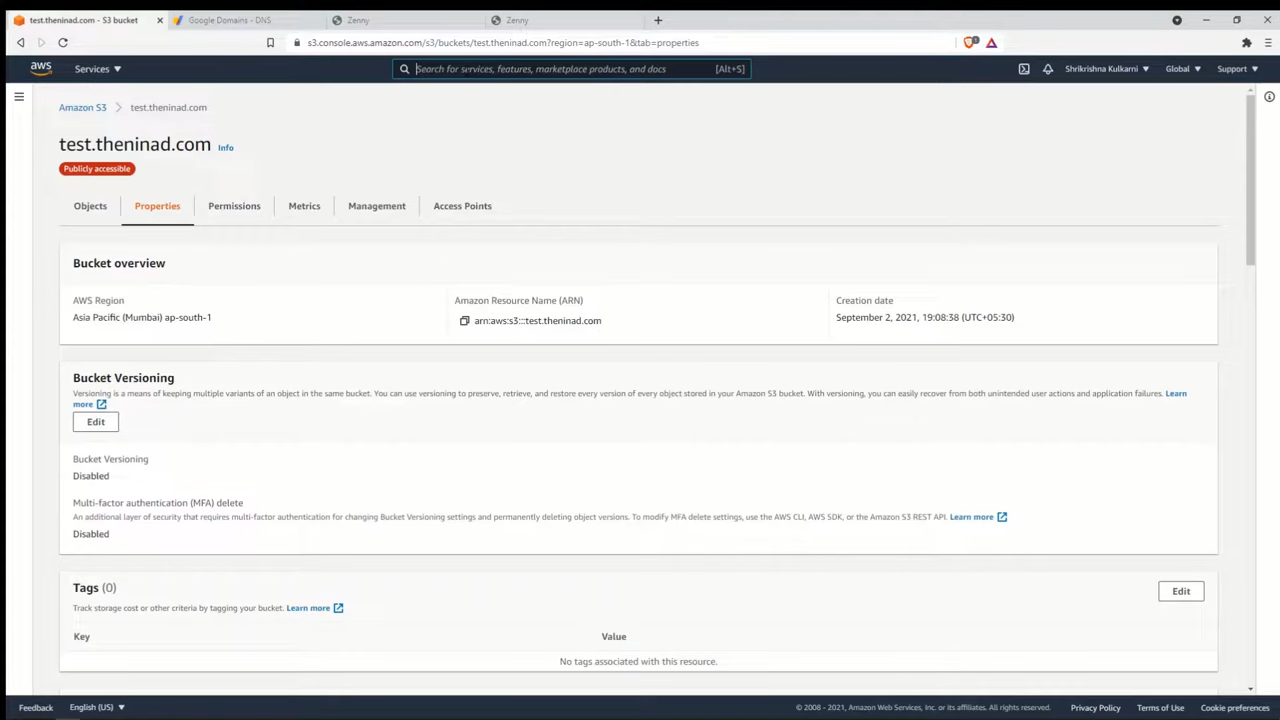 test.theninad.com - S3 bucket
Google Domains - DNS
Zenny
Zenny
s3.console.aws.amazon.com/s3/buckets/test.theninad.com?region=ap-south-1&tab=properties
1
aws
Services
Search for services, features, marketplace products, and docs
[Alt+S]
Shrikrishna Kulkarni
Global
Support
Amazon S3
test.theninad.com
test.theninad.com
Info
Publicly accessible
Objects
Properties
Permissions
Metrics
Management
Access Points
Bucket overview
AWS Region
Amazon Resource Name (ARN)
Creation date
Asia Pacific (Mumbai) ap-south-1
arn:aws:s3:::test.theninad.com
September 2, 2021, 19:08:38 (UTC+05:30)
Bucket Versioning
Versioning is a means of keeping multiple variants of an object in the same bucket. You can use versioning to preserve, retrieve, and restore every version of every object stored in your Amazon S3 bucket. With versioning, you can easily recover from both unintended user actions and application failures. Learn
more
Edit
Bucket Versioning
Disabled
Multi-factor authentication (MFA) delete
An additional layer of security that requires multi-factor authentication for changing Bucket Versioning settings and permanently deleting object versions. To modify MFA delete settings, use the AWS CLI, AWS SDK, or the Amazon S3 REST API. Learn more
Disabled
Tags (0)
Edit
Track storage cost or other criteria by tagging your bucket. Learn more
Key
Value
No tags associated with this resource.
Feedback
English (US)
© 2008 - 2021, Amazon Web Services, Inc. or its affiliates. All rights reserved.
Privacy Policy
Terms of Use
Cookie preferences